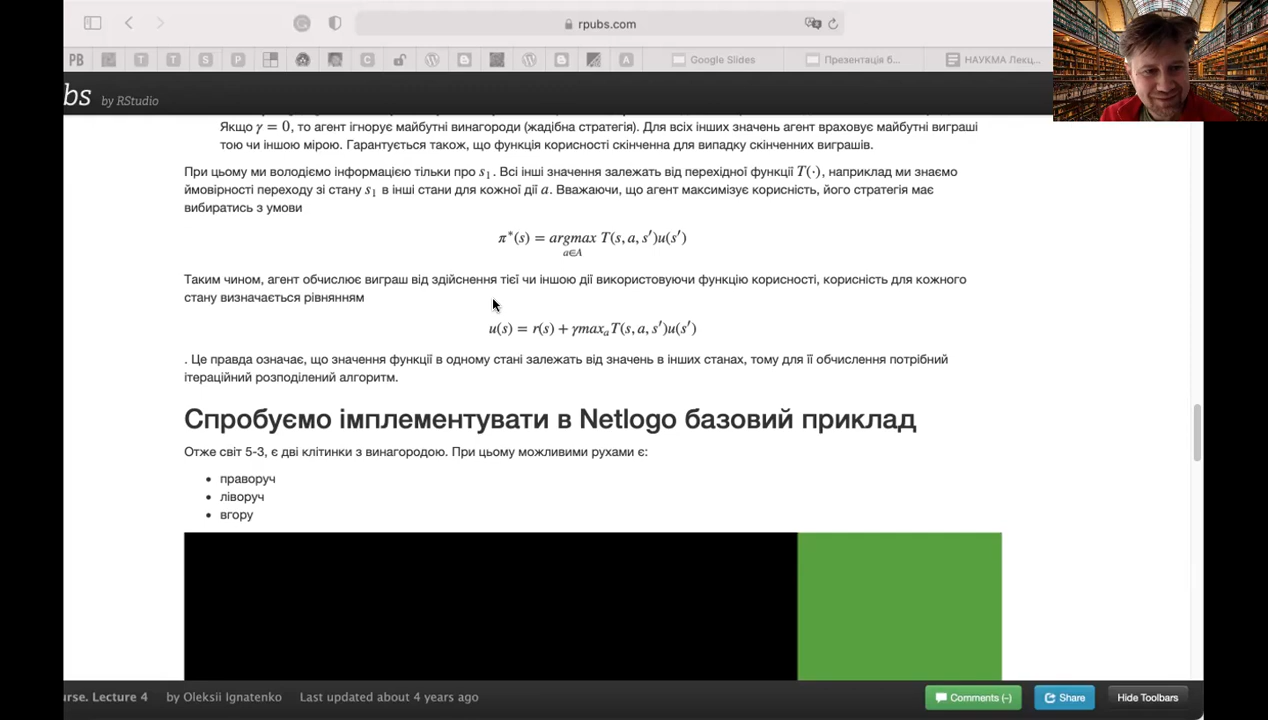 rpubs.com
PB
Google Slides
Презентація б...
НАУКМА Лекц...
bs by RStudio
Якщо γ = 0, то агент ігнорує майбутні винагороди (жадібна стратегія). Для всіх інших значень агент враховує майбутні виграші
тою чи іншою мірою. Гарантується також, що функція корисності скінченна для випадку скінченних виграшів.
При цьому ми володіємо інформацією тільки про s₁. Всі інші значення залежать від перехідної функції T(·), наприклад ми знаємо
ймовірності переходу зі стану s₁ в інші стани для кожної дії a. Вважаючи, що агент максимізує корисність, його стратегія має
вибиратись з умови
π*(s) = argmax T(s, a, s′)u(s′)
a∈A
Таким чином, агент обчислює виграш від здійснення тієї чи іншою дії використовуючи функцію корисності, корисність для кожного
стану визначається рівнянням
u(s) = r(s) + γmaxₐT(s, a, s′)u(s′)
. Це правда означає, що значення функції в одному стані залежать від значень в інших станах, тому для її обчислення потрібний
ітераційний розподілений алгоритм.
Спробуємо імплементувати в Netlogo базовий приклад
Отже світ 5-3, є дві клітинки з винагородою. При цьому можливими рухами є:
• праворуч
• ліворуч
• вгору
urse. Lecture 4 by Oleksii Ignatenko Last updated about 4 years ago
Comments (–) Share Hide Toolbars